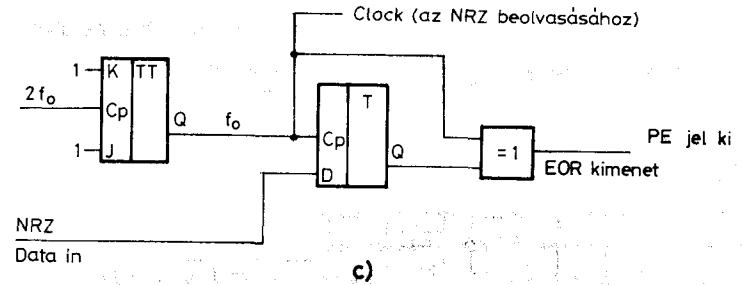 Clock (az NRZ beolvasásához)
1 K TT
2f₀
Cp
Q
f₀
1 J
T
Cp
Q
D
= 1
PE jel ki
EOR kimenet
NRZ
Data in
c)